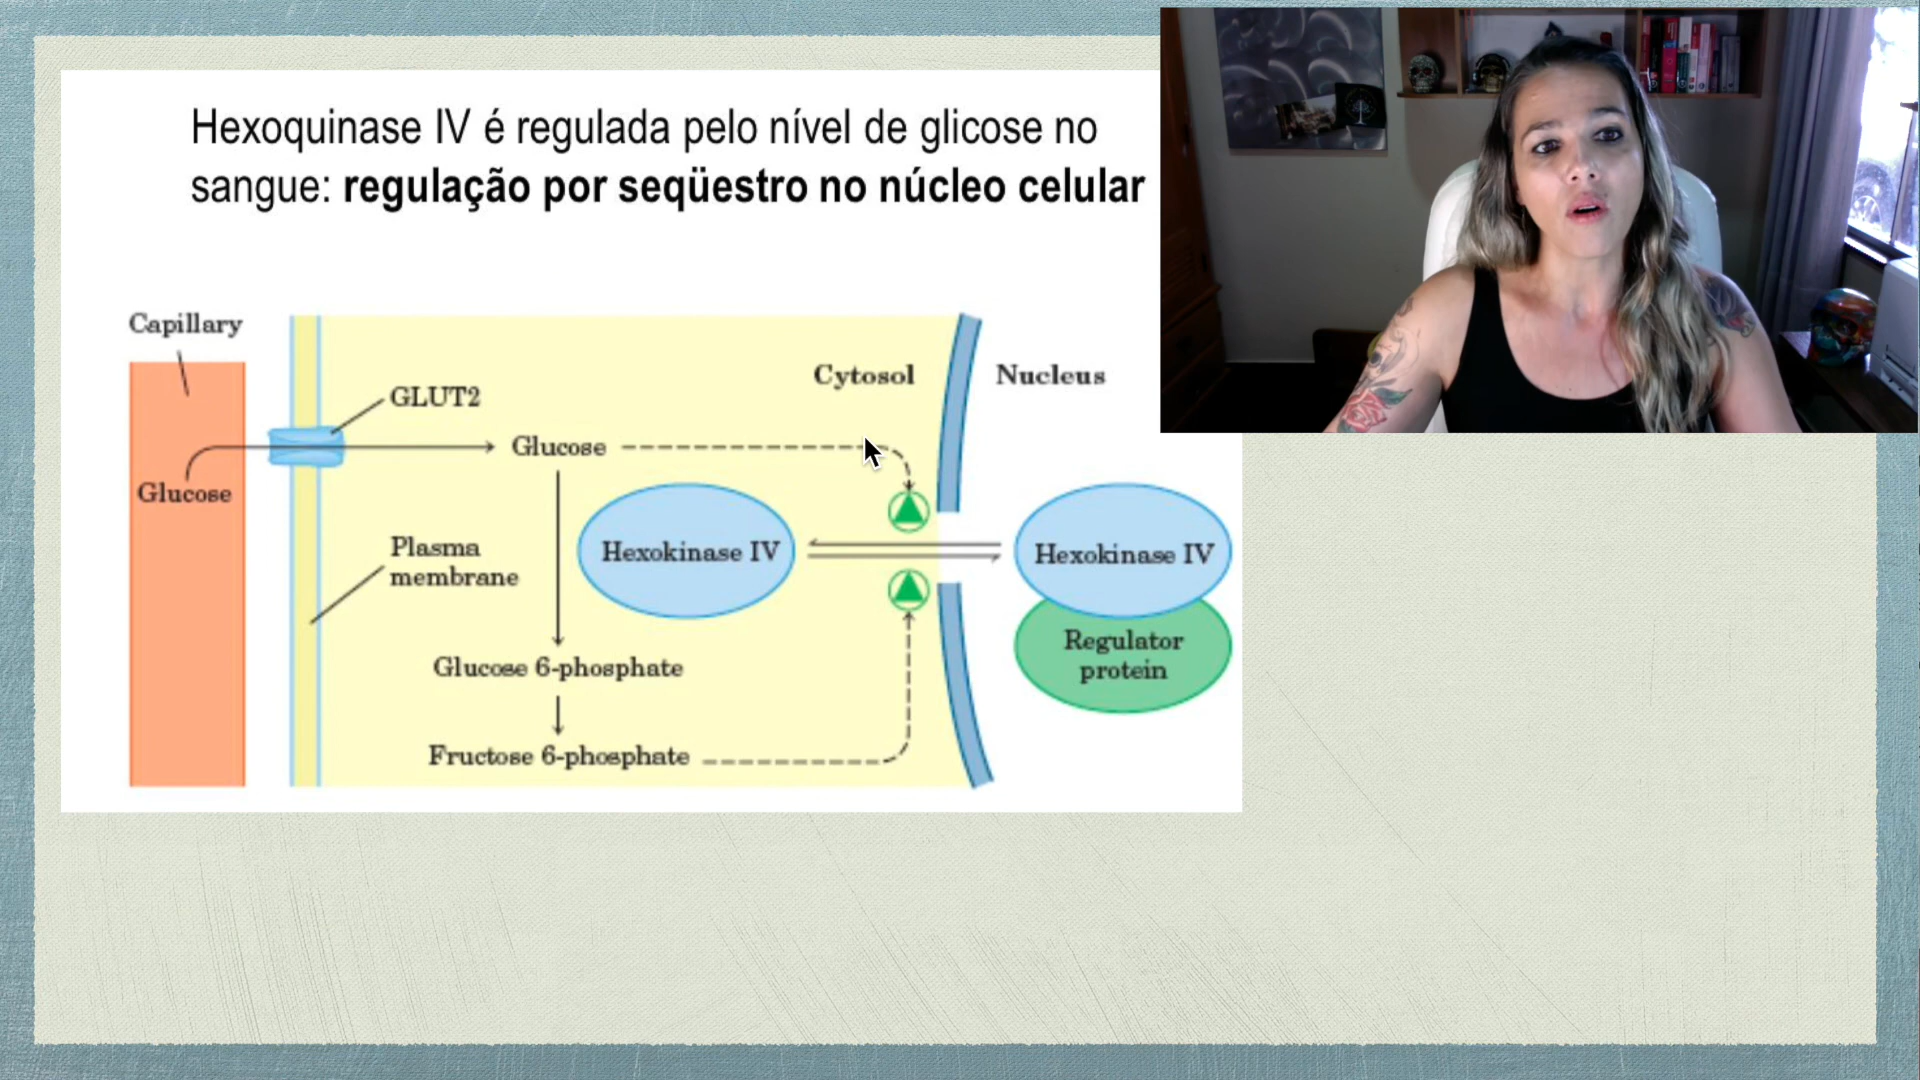 Hexoquinase IV é regulada pelo nível de glicose no
sangue: regulação por seqüestro no núcleo celular
Capillary
GLUT2
Cytosol
Nucleus
Glucose
Glucose
Plasma
membrane
Hexokinase IV
Hexokinase IV
Regulator
protein
Glucose 6-phosphate
Fructose 6-phosphate